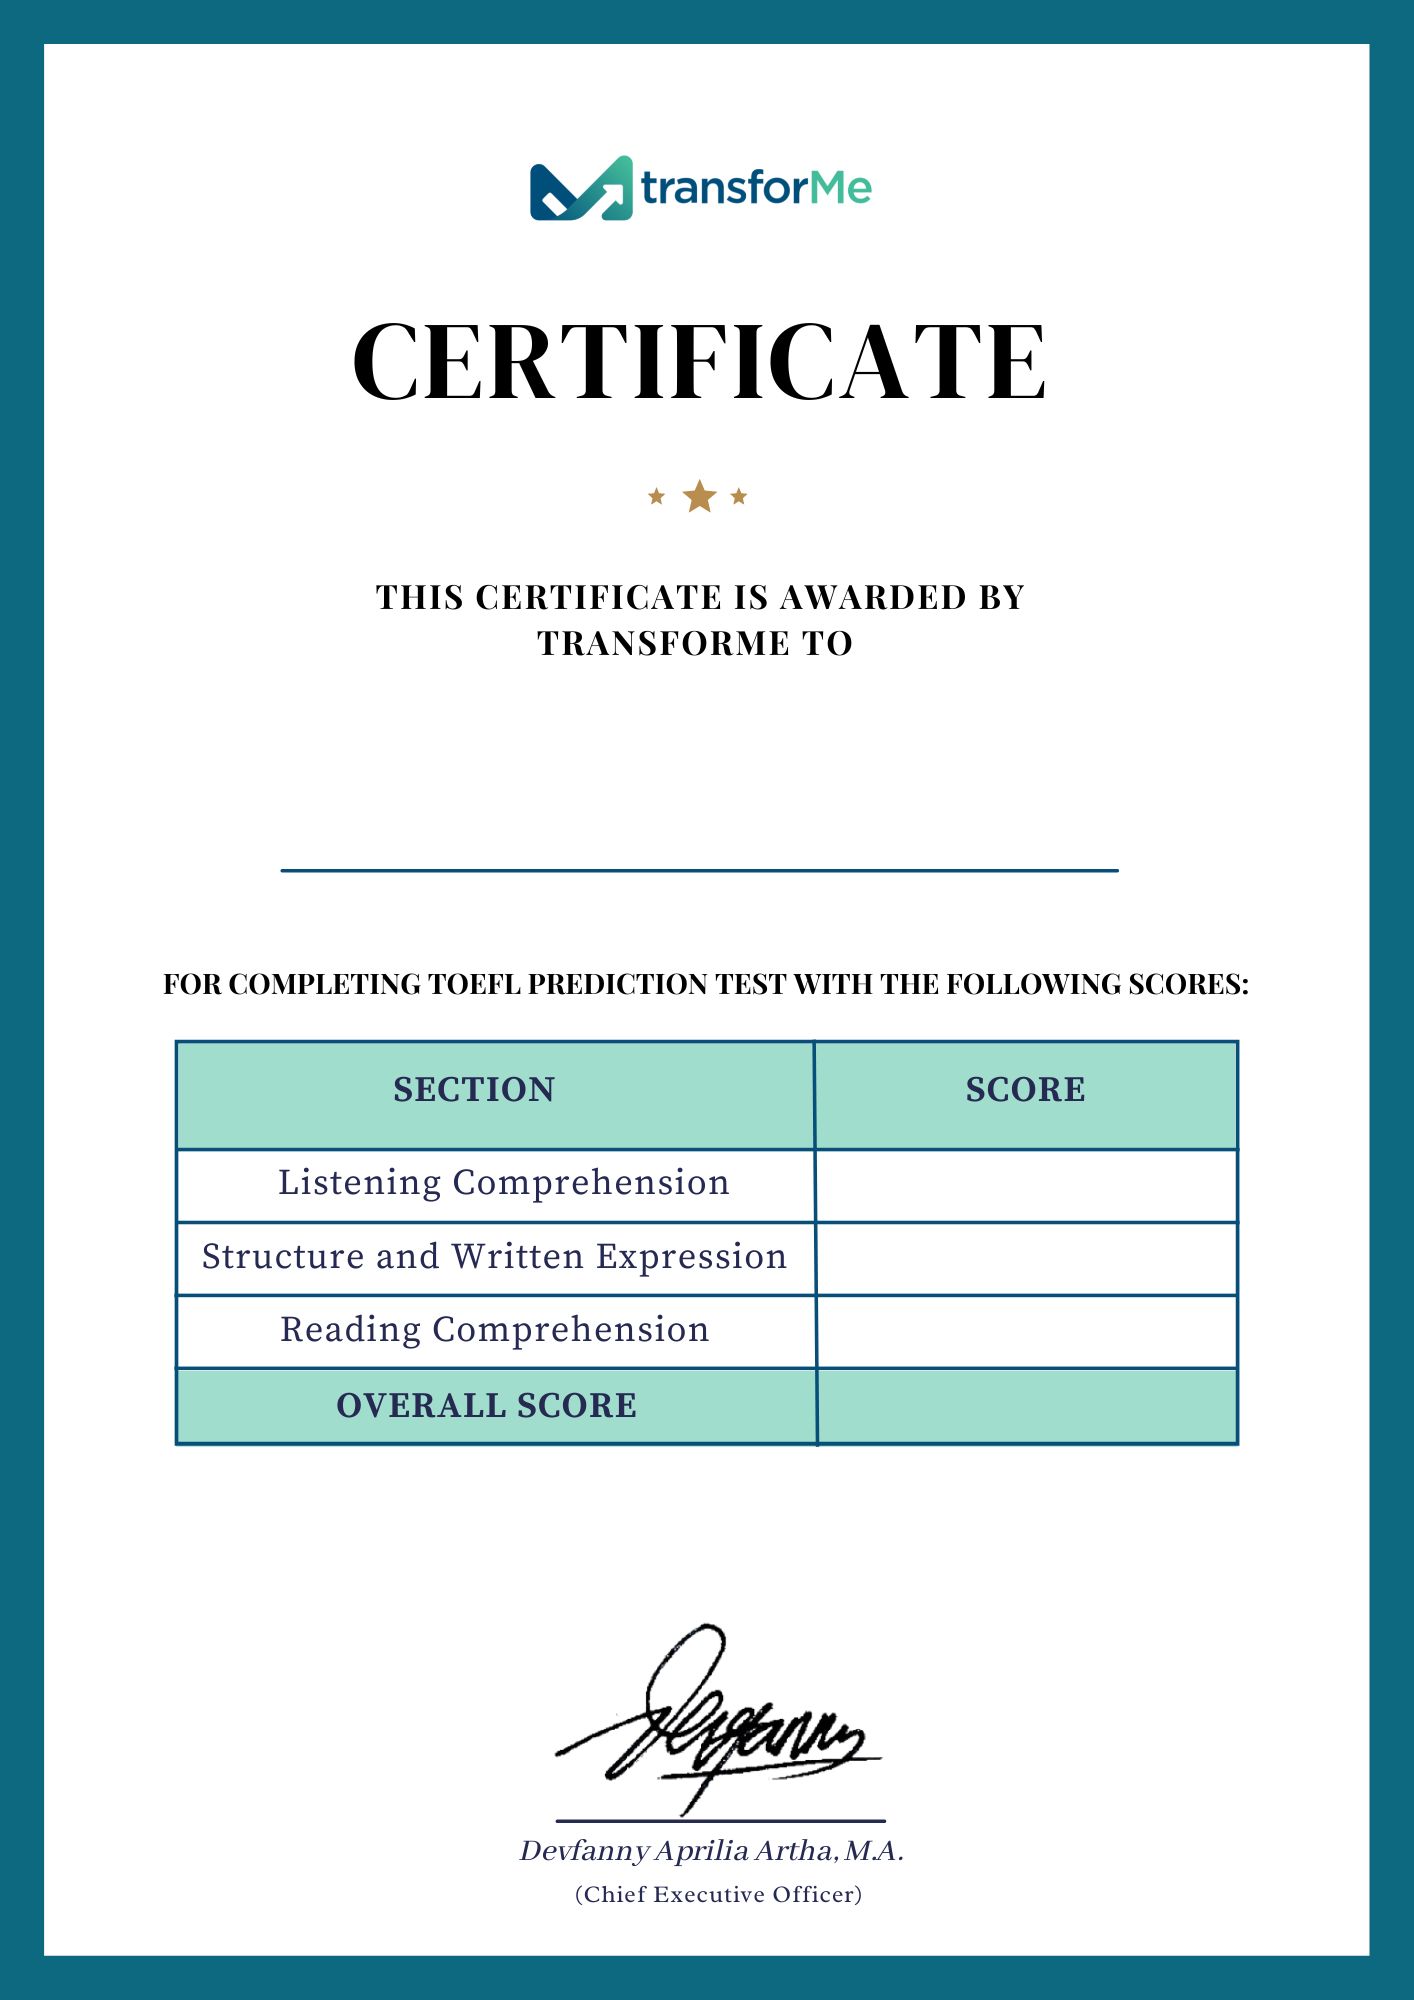 transforMe
CERTIFICATE
THIS CERTIFICATE IS AWARDED BY
TRANSFORME TO
FOR COMPLETING TOEFL PREDICTION TEST WITH THE FOLLOWING SCORES:
SECTION SCORE
Listening Comprehension
Structure and Written Expression
Reading Comprehension
OVERALL SCORE
Devfanny
Devfanny Aprilia Artha, M.A.
(Chief Executive Officer)